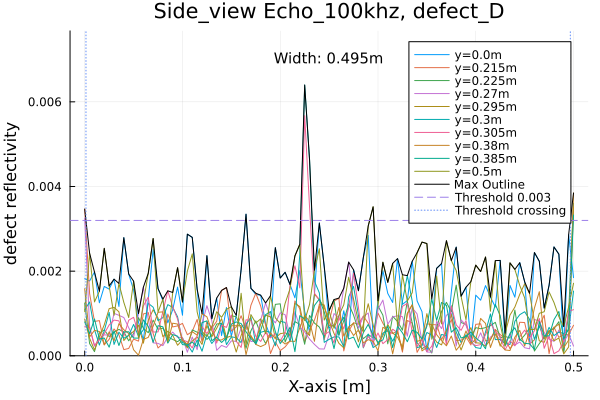 Side_view Echo_100khz, defect_D
Width: 0.495m
y=0.0m
y=0.215m
y=0.225m
y=0.27m
y=0.295m
y=0.3m
y=0.305m
y=0.38m
y=0.385m
y=0.5m
Max Outline
Threshold 0.003
Threshold crossing
defect reflectivity
0.006
0.004
0.002
0.000
0.0
0.1
0.2
0.3
0.4
0.5
X-axis [m]